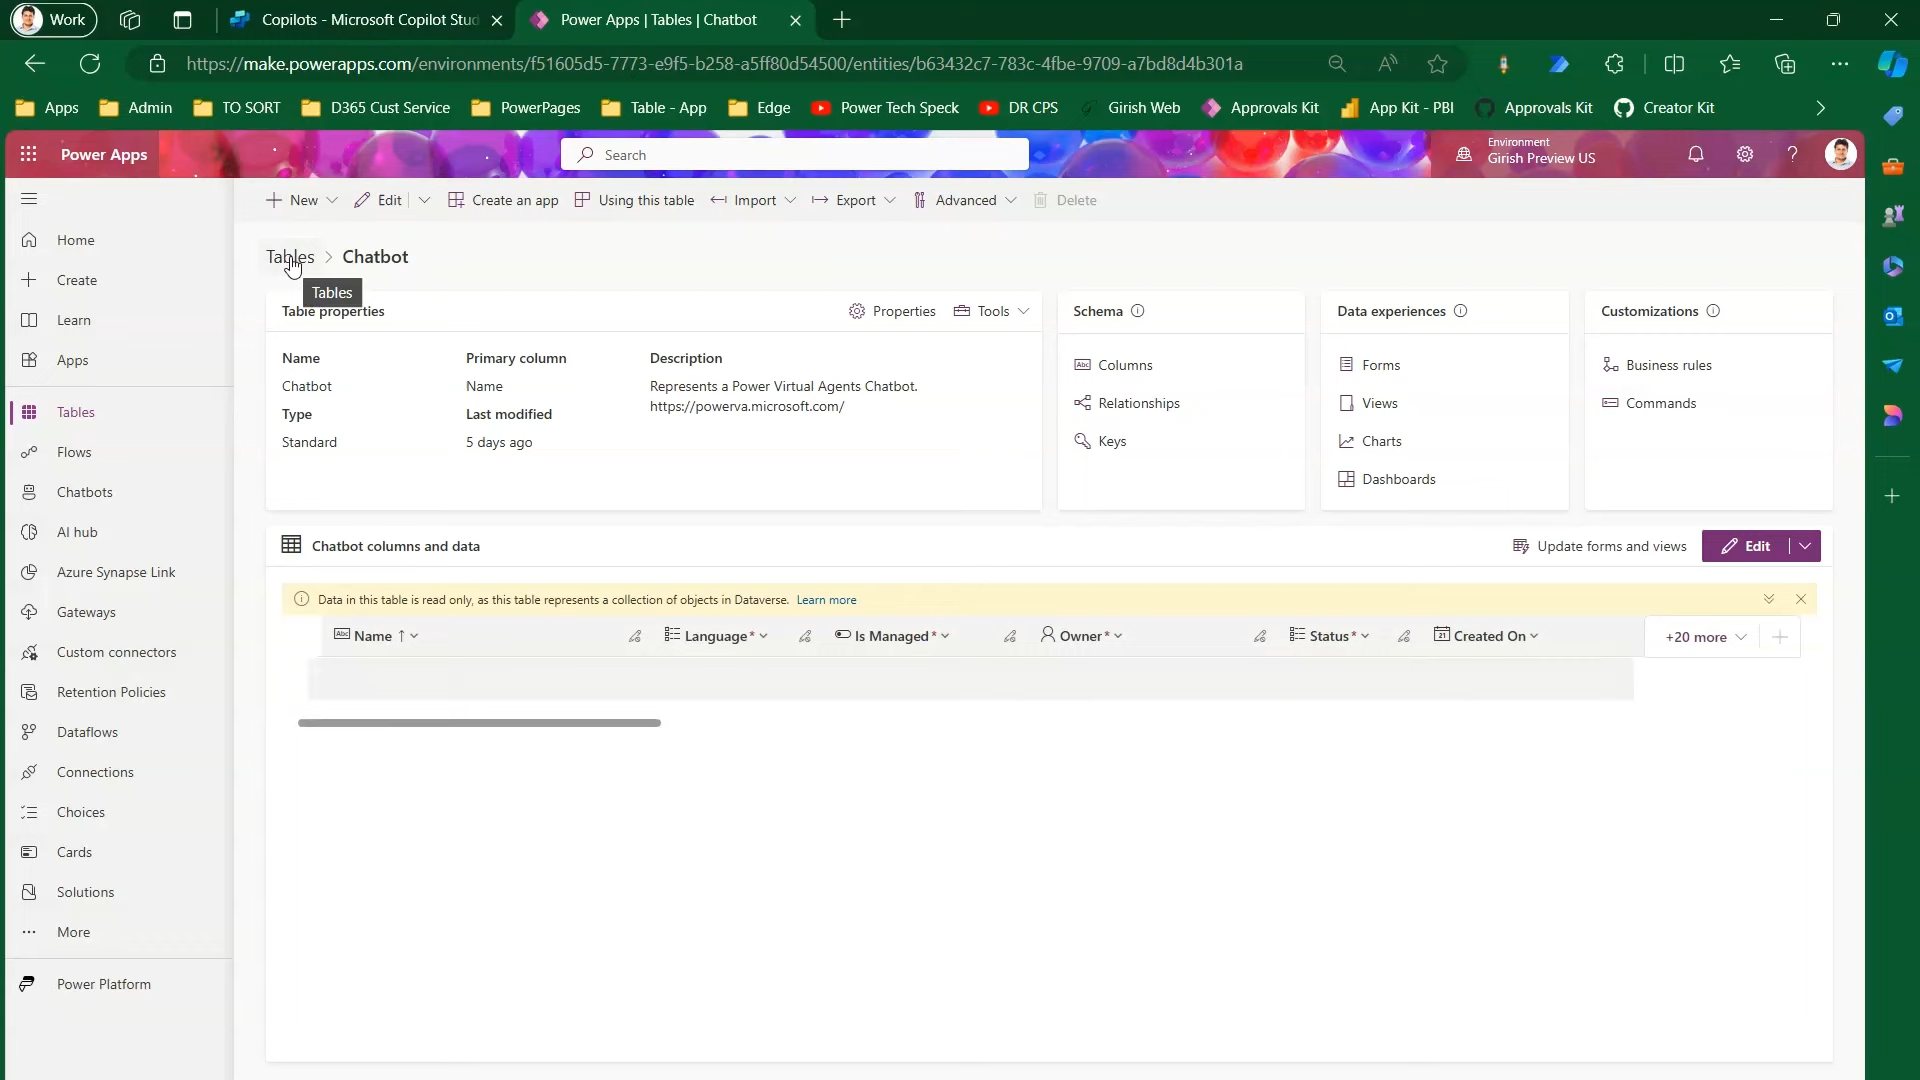 Work
Copilots - Microsoft Copilot Stud
Power Apps | Tables | Chatbot
https://make.powerapps.com/environments/f51605d5-7773-e9f5-b258-a5ff80d54500/entities/b63432c7-783c-4fbe-9709-a7bd8d4b301a
Apps
Admin
TO SORT
D365 Cust Service
PowerPages
Table - App
Edge
Power Tech Speck
DR CPS
Girish Web
Approvals Kit
App Kit - PBI
Approvals Kit
Creator Kit
Power Apps
Search
Environment
Girish Preview US
New
Edit
Create an app
Using this table
Import
Export
Advanced
Delete
Home
Create
Learn
Apps
Tables
Flows
Chatbots
AI hub
Azure Synapse Link
Gateways
Custom connectors
Retention Policies
Dataflows
Connections
Choices
Cards
Solutions
More
Power Platform
Tables > Chatbot
Tables
Table properties
Properties
Tools
Name
Chatbot
Type
Standard
Primary column
Name
Last modified
5 days ago
Description
Represents a Power Virtual Agents Chatbot.
https://powerva.microsoft.com/
Schema
Columns
Relationships
Keys
Data experiences
Forms
Views
Charts
Dashboards
Customizations
Business rules
Commands
Chatbot columns and data
Update forms and views
Edit
Data in this table is read only, as this table represents a collection of objects in Dataverse. Learn more
Abc Name ↑
Language*
Is Managed*
Owner*
Status*
Created On
+20 more